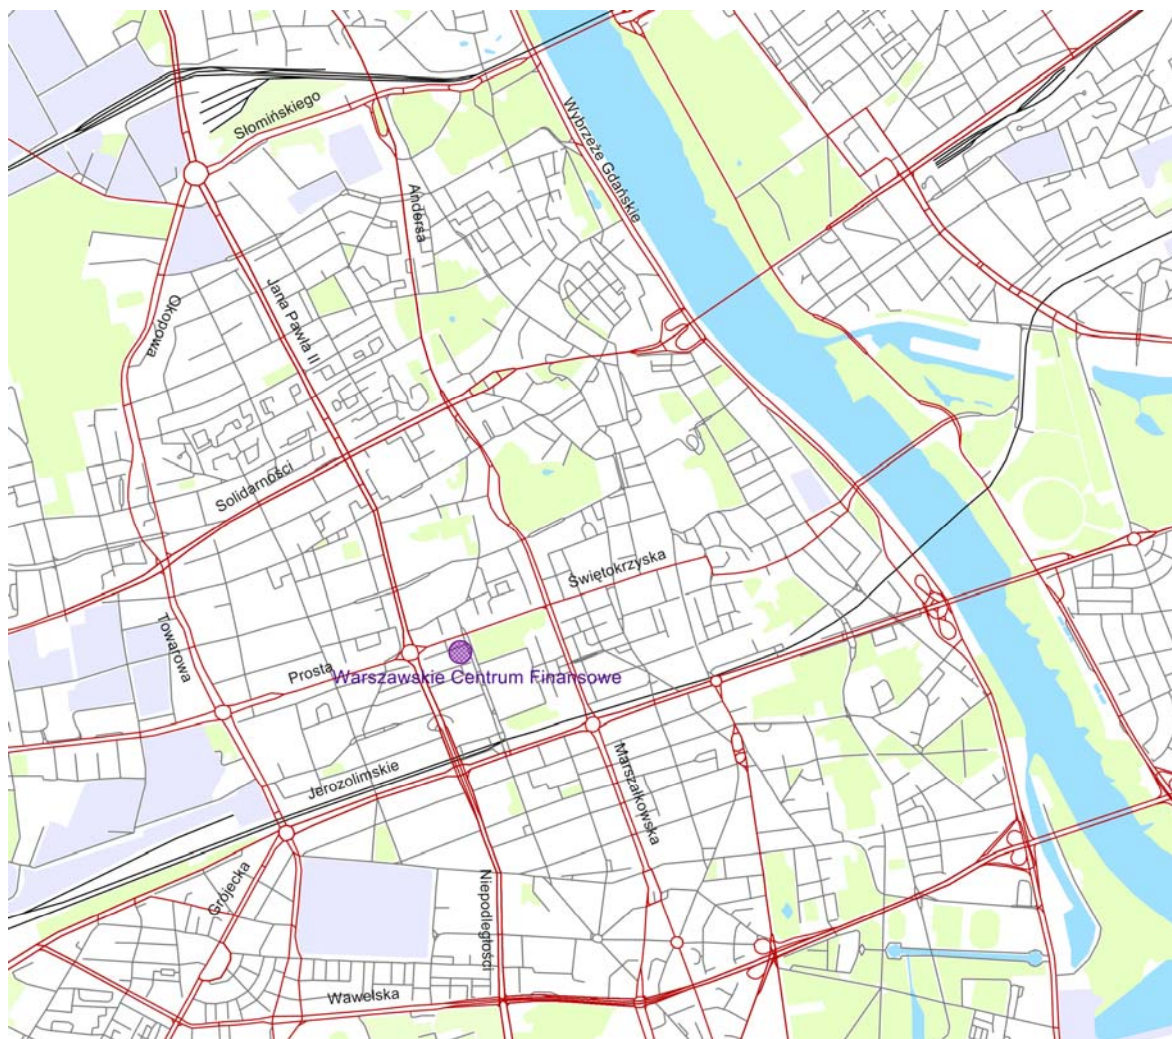 Słomińskiego
Wybrzeże Gdańskie
Andersa
Jana Pawla II
Okopowa
Solidarności
Świętokrzyska
Towarowa
Prosta
Warszawskie Centrum Finansowe
Jerozolimskie
Marszałkowska
Grójecka
Niepodległości
Wawelska